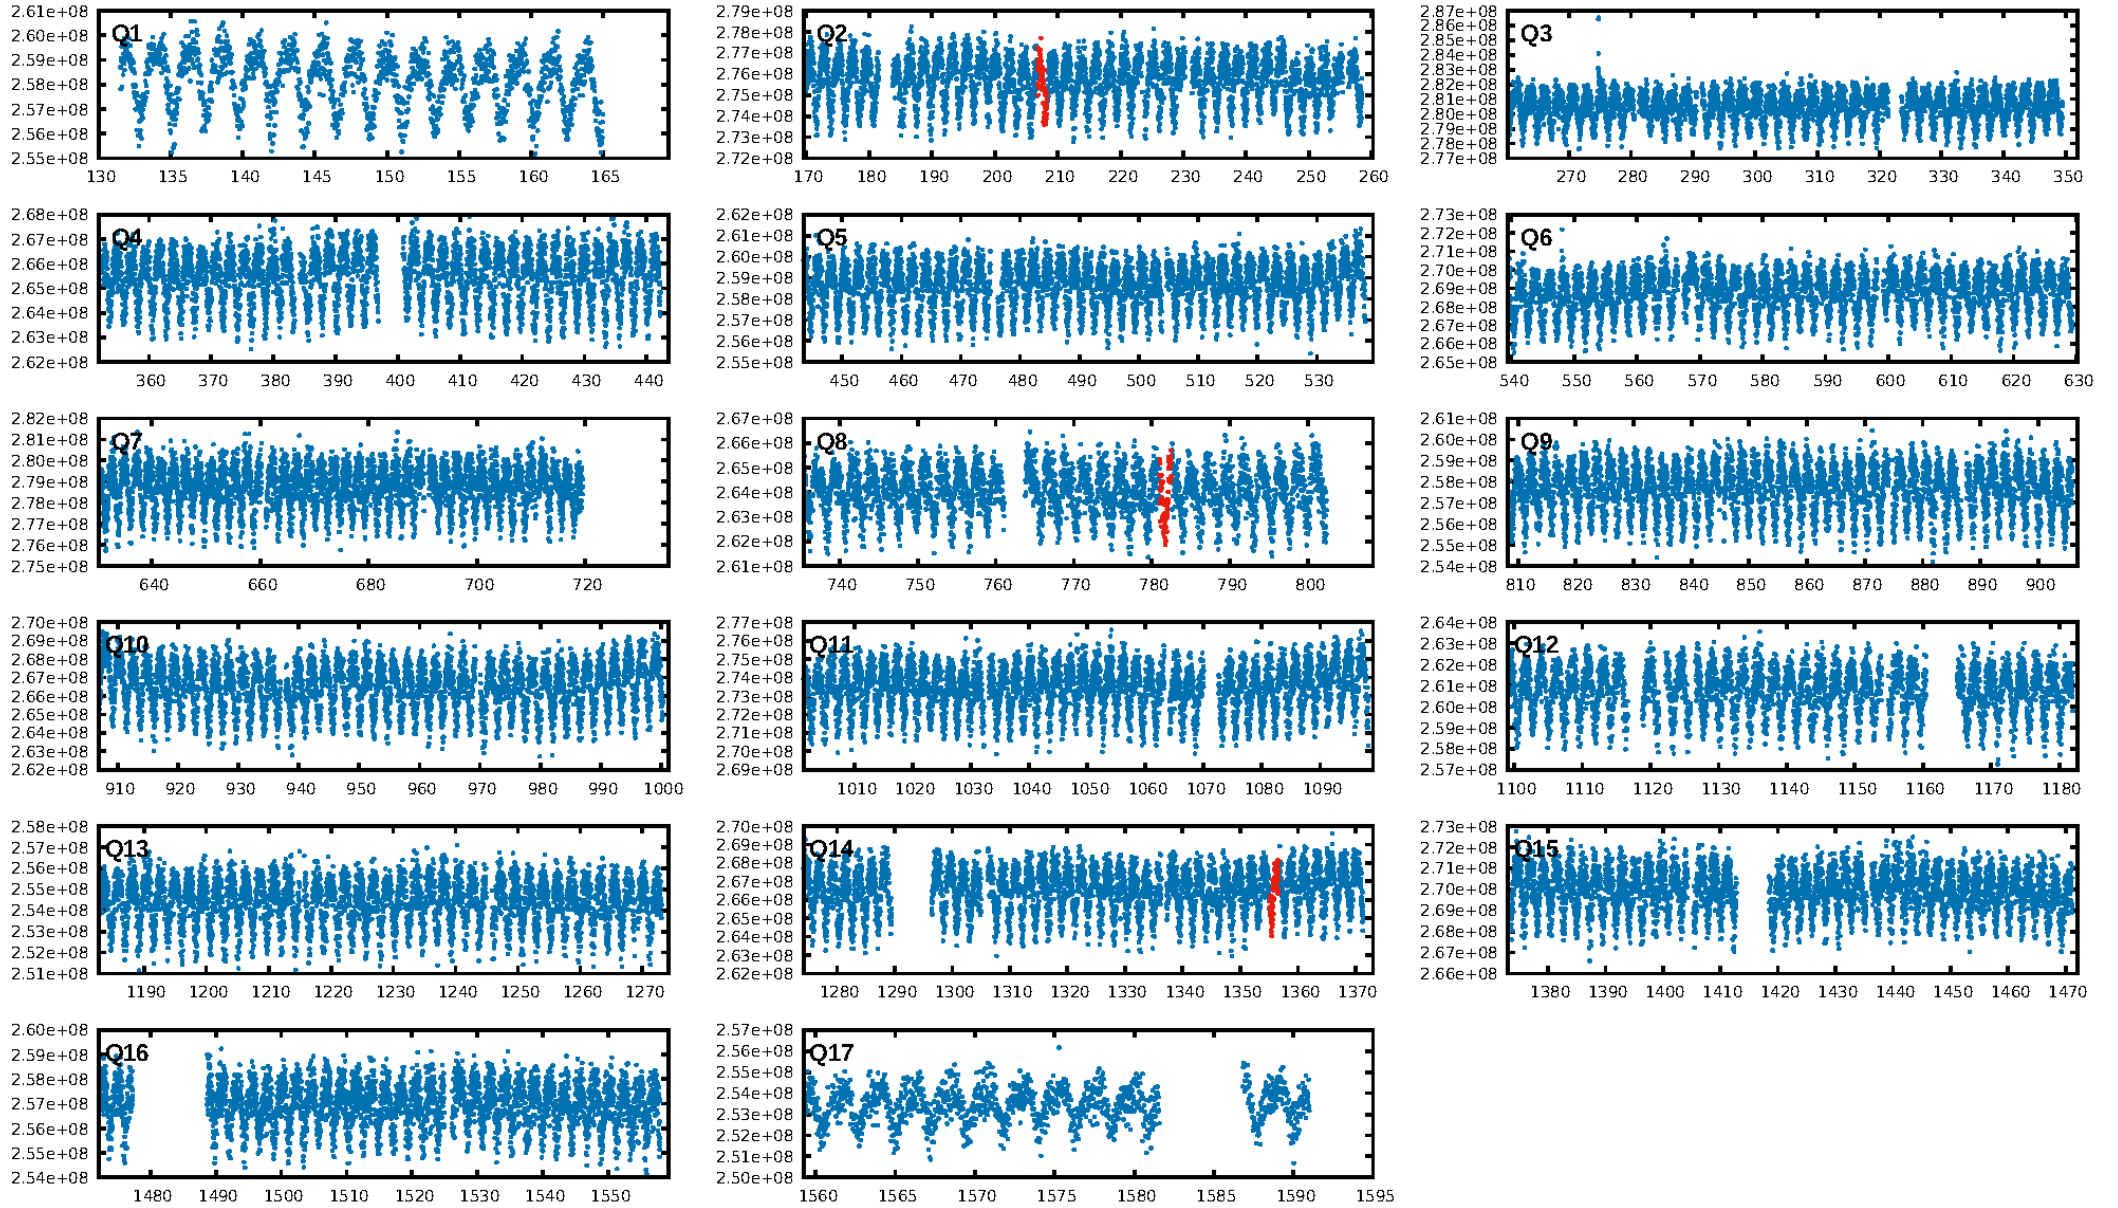 2.61e+08
2.60e+08
2.59e+08
2.58e+08
2.57e+08
2.56e+08
2.55e+08
Q1
130 135 140 145 150 155 160 165
2.79e+08
2.78e+08
2.77e+08
2.76e+08
2.75e+08
2.74e+08
2.73e+08
2.72e+08
Q2
170 180 190 200 210 220 230 240 250 260
2.87e+08
2.86e+08
2.85e+08
2.84e+08
2.83e+08
2.82e+08
2.81e+08
2.80e+08
2.79e+08
2.78e+08
2.77e+08
Q3
270 280 290 300 310 320 330 340 350
2.68e+08
2.67e+08
2.66e+08
2.65e+08
2.64e+08
2.63e+08
2.62e+08
Q4
360 370 380 390 400 410 420 430 440
2.62e+08
2.61e+08
2.60e+08
2.59e+08
2.58e+08
2.57e+08
2.56e+08
2.55e+08
Q5
450 460 470 480 490 500 510 520 530
2.73e+08
2.72e+08
2.71e+08
2.70e+08
2.69e+08
2.68e+08
2.67e+08
2.66e+08
2.65e+08
Q6
540 550 560 570 580 590 600 610 620 630
2.82e+08
2.81e+08
2.80e+08
2.79e+08
2.78e+08
2.77e+08
2.76e+08
2.75e+08
Q7
640 660 680 700 720
2.67e+08
2.66e+08
2.65e+08
2.64e+08
2.63e+08
2.62e+08
2.61e+08
Q8
740 750 760 770 780 790 800
2.61e+08
2.60e+08
2.59e+08
2.58e+08
2.57e+08
2.56e+08
2.55e+08
2.54e+08
Q9
810 820 830 840 850 860 870 880 890 900
2.70e+08
2.69e+08
2.68e+08
2.67e+08
2.66e+08
2.65e+08
2.64e+08
2.63e+08
2.62e+08
Q10
910 920 930 940 950 960 970 980 990 1000
2.77e+08
2.76e+08
2.75e+08
2.74e+08
2.73e+08
2.72e+08
2.71e+08
2.70e+08
2.69e+08
Q11
1010 1020 1030 1040 1050 1060 1070 1080 1090
2.64e+08
2.63e+08
2.62e+08
2.61e+08
2.60e+08
2.59e+08
2.58e+08
2.57e+08
Q12
1100 1110 1120 1130 1140 1150 1160 1170 1180
2.58e+08
2.57e+08
2.56e+08
2.55e+08
2.54e+08
2.53e+08
2.52e+08
2.51e+08
Q13
1190 1200 1210 1220 1230 1240 1250 1260 1270
2.70e+08
2.69e+08
2.68e+08
2.67e+08
2.66e+08
2.65e+08
2.64e+08
2.63e+08
2.62e+08
Q14
1280 1290 1300 1310 1320 1330 1340 1350 1360 1370
2.73e+08
2.72e+08
2.71e+08
2.70e+08
2.69e+08
2.68e+08
2.67e+08
2.66e+08
Q15
1380 1390 1400 1410 1420 1430 1440 1450 1460 1470
2.60e+08
2.59e+08
2.58e+08
2.57e+08
2.56e+08
2.55e+08
2.54e+08
Q16
1480 1490 1500 1510 1520 1530 1540 1550
2.57e+08
2.56e+08
2.55e+08
2.54e+08
2.53e+08
2.52e+08
2.51e+08
2.50e+08
Q17
1560 1565 1570 1575 1580 1585 1590 1595